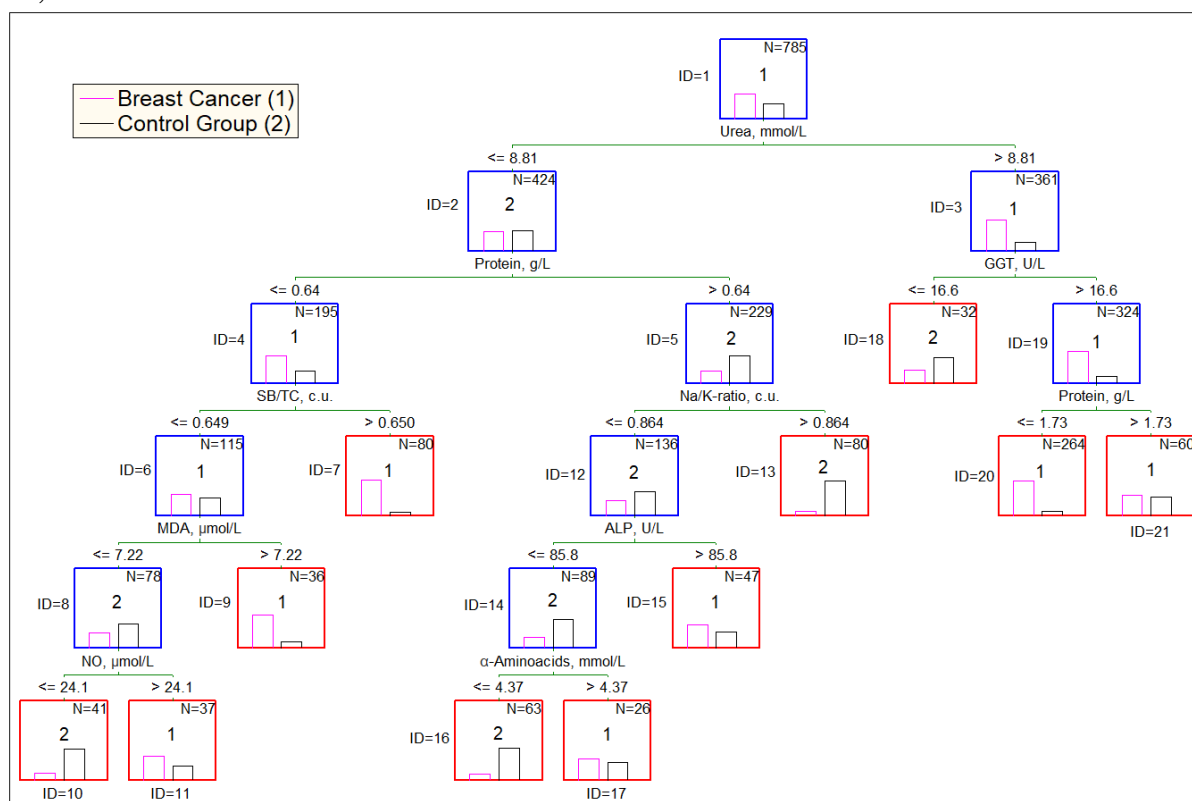 N=785
ID=1
1
Breast Cancer (1)
Control Group (2)
Urea, mmol/L
<= 8.81
> 8.81
N=424
ID=2
2
Protein, g/L
N=361
ID=3
1
GGT, U/L
<= 0.64
> 0.64
<= 16.6
> 16.6
N=195
ID=4
1
SB/TC, c.u.
N=229
ID=5
2
Na/K-ratio, c.u.
N=32
ID=18
2
N=324
ID=19
1
Protein, g/L
<= 0.649
> 0.650
<= 0.864
> 0.864
<= 1.73
> 1.73
N=115
ID=6
1
MDA, µmol/L
N=80
ID=7
1
N=136
ID=12
2
ALP, U/L
N=80
ID=13
2
N=264
ID=20
1
N=60
1
ID=21
<= 7.22
> 7.22
<= 85.8
> 85.8
N=78
ID=8
2
NO, µmol/L
N=36
ID=9
1
N=89
ID=14
2
α-Aminoacids, mmol/L
N=47
ID=15
1
<= 24.1
> 24.1
<= 4.37
> 4.37
N=41
2
ID=10
N=37
1
ID=11
N=63
ID=16
2
N=26
1
ID=17